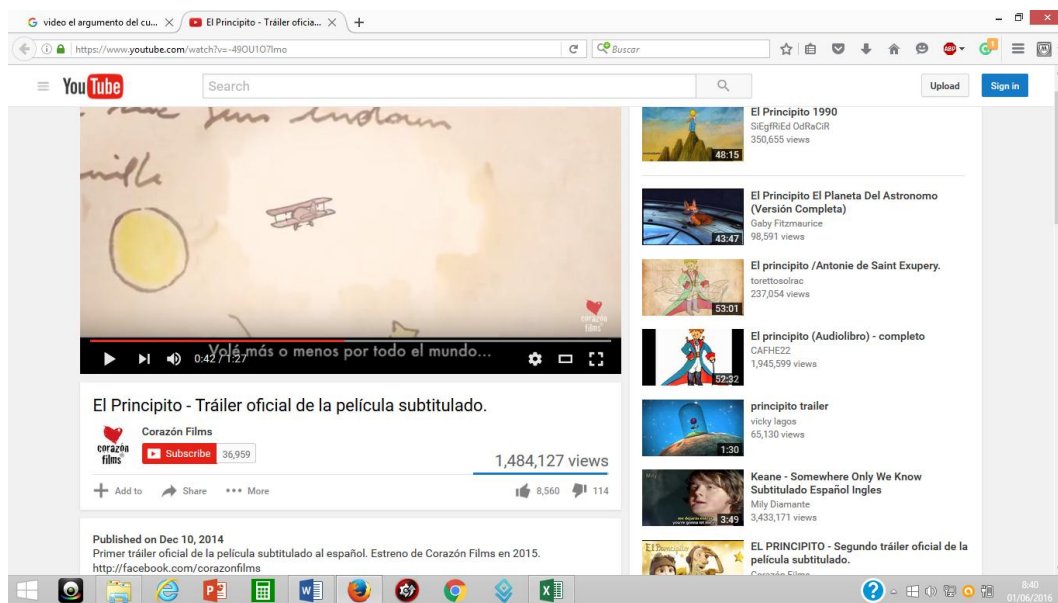 video el argumento del cu...
El Principito - Tráiler oficia...
https://www.youtube.com/watch?v=-49OU1O7Imo
Buscar
ABP
YouTube
Search
Upload
Sign in
corazón
films
Volé más o menos por todo el mundo...
0:42 / 1:27
El Principito - Tráiler oficial de la película subtitulado.
corazón
films
Corazón Films
Subscribe 36,959
1,484,127 views
Add to Share More
8,560 114
Published on Dec 10, 2014
Primer tráiler oficial de la película subtitulado al español. Estreno de Corazón Films en 2015.
http://facebook.com/corazonfilms
El Principito 1990
SiEgfRiEd OdRaCiR
350,655 views
48:15
El Principito El Planeta Del Astronomo
(Versión Completa)
Gaby Fitzmaurice
98,591 views
43:47
El principito /Antonie de Saint Exupery.
torettosolrac
237,054 views
53:01
El principito (Audiolibro) - completo
CAFHE22
1,945,599 views
52:32
principito trailer
vicky lagos
65,130 views
1:30
Keane - Somewhere Only We Know
Subtitulado Español Ingles
Mily Diamante
3,433,171 views
3:49
EL PRINCIPITO - Segundo tráiler oficial de la
película subtitulado.
Corazón Films
8:40
01/06/2016